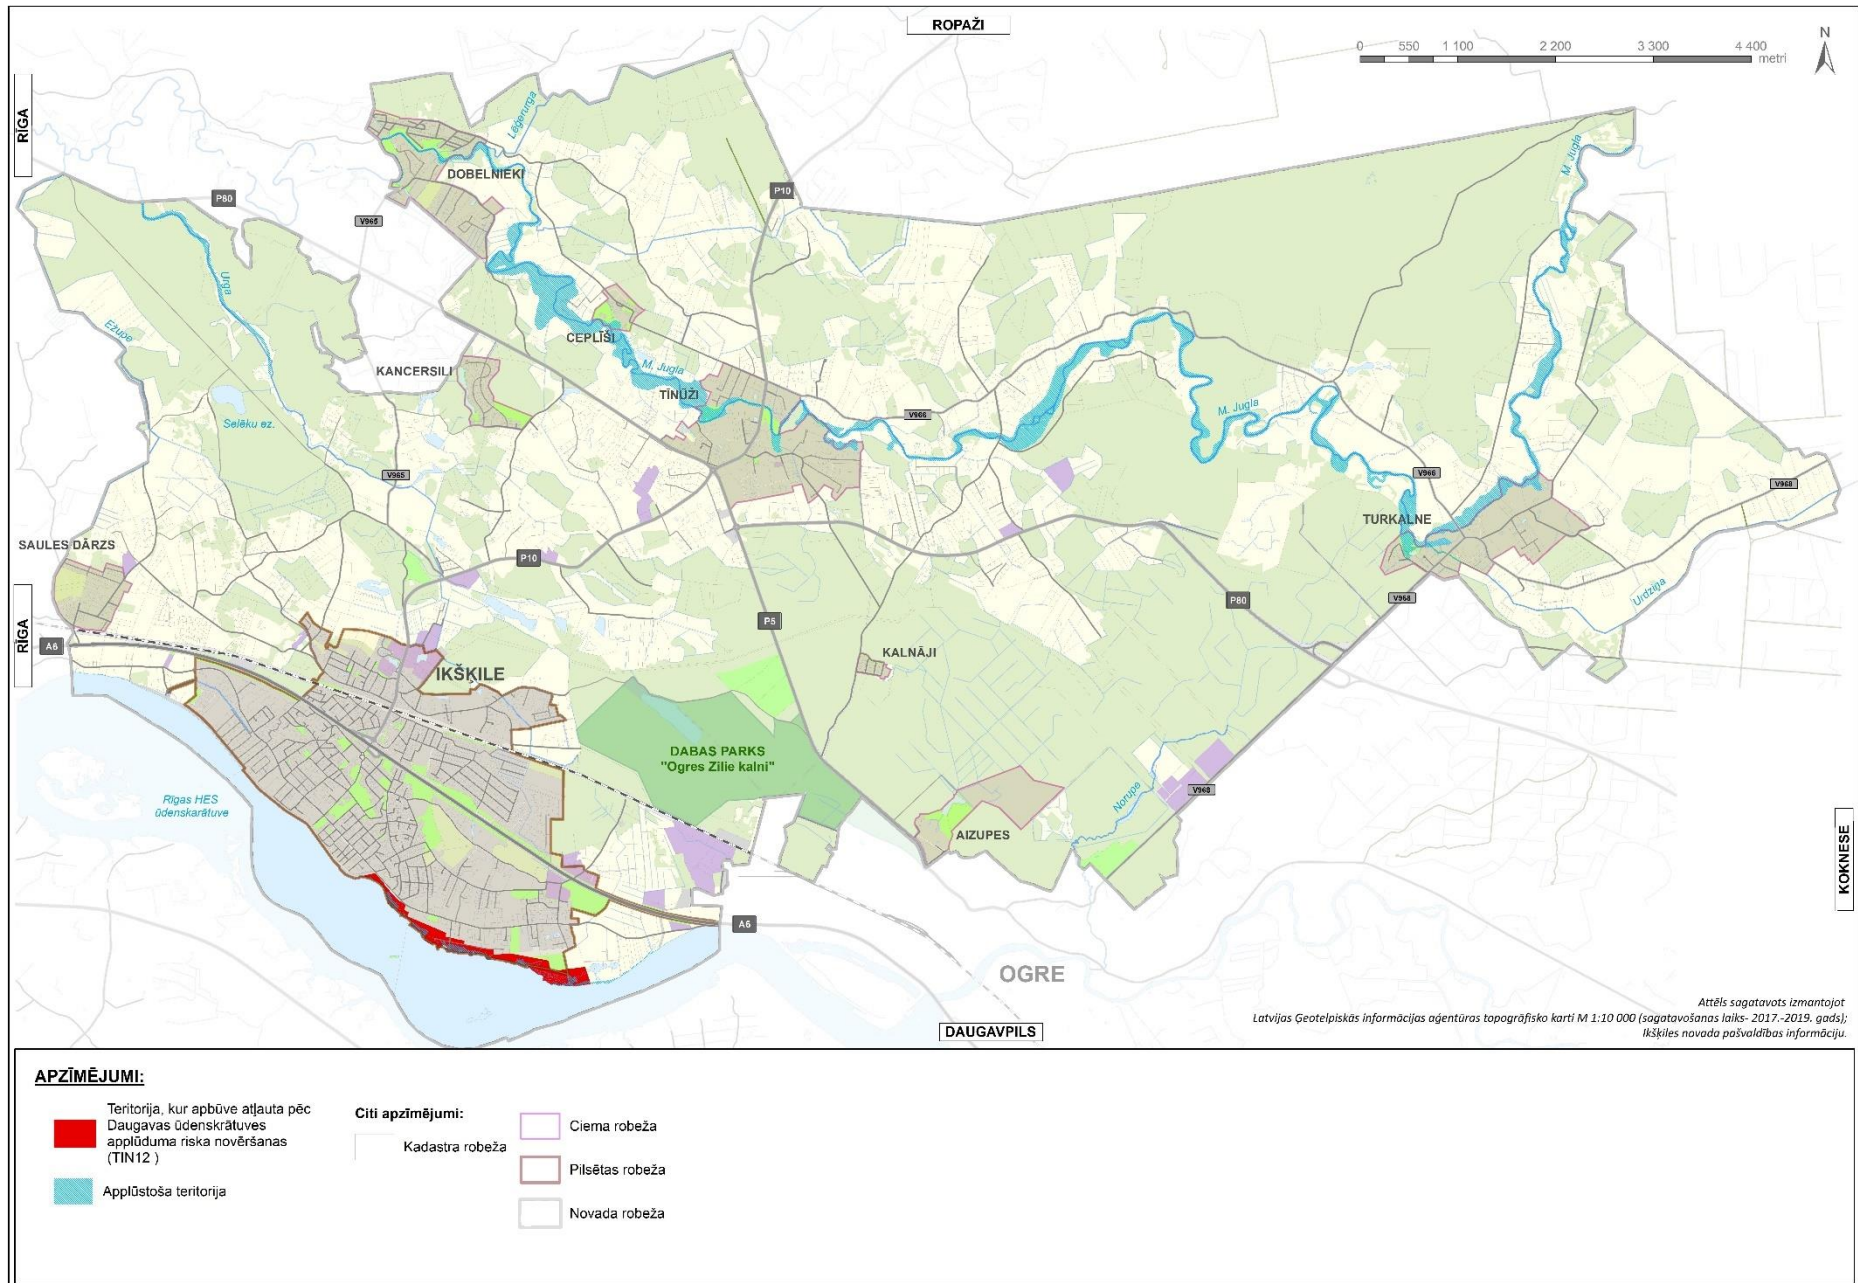 ROPAŽI
0 550 1 100 2 200 3 300 4 400
metri
N
RĪGA
Lēģerurga
M. Jugla
DOBELNIEKI
P10
P80
V965
Urga
Ežupe
CEPLĪŠI
M. Jugla
KANCERSILI
TĪNŪŽI
V966
M. Jugla
Selēku ez.
V965
V966
V968
TURKALNE
SAULES DĀRZS
P10
Urdziņa
V968
P80
RĪGA
A6
P5
KALNĀJI
IKŠĶILE
DABAS PARKS
"Ogres Zilie kalni"
Norupe
V968
Rīgas HES
ūdenskarātuve
AIZUPES
KOKNESE
A6
OGRE
Attēls sagatavots izmantojot
Latvijas Ģeotelpiskās informācijas aģentūras topogrāfisko karti M 1:10 000 (sagatavošanas laiks- 2017.-2019. gads);
Ikšķiles novada pašvaldības informāciju.
DAUGAVPILS
APZĪMĒJUMI:
Teritorija, kur apbūve atļauta pēc
Daugavas ūdenskrātuves
applūduma riska novēršanas
(TIN12 )
Applūstoša teritorija
Citi apzīmējumi:
Kadastra robeža
Ciema robeža
Pilsētas robeža
Novada robeža